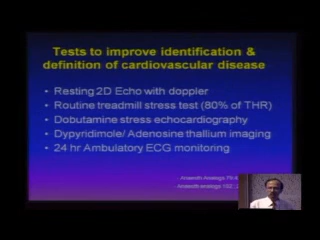 Tests to improve identification &
definition of cardiovascular disease
• Resting 2D Echo with doppler
• Routine treadmill stress test (80% of THR)
• Dobutamine stress echocardiography
• Dypyridimole/ Adenosine thallium imaging
• 24 hr Ambulatory ECG monitoring